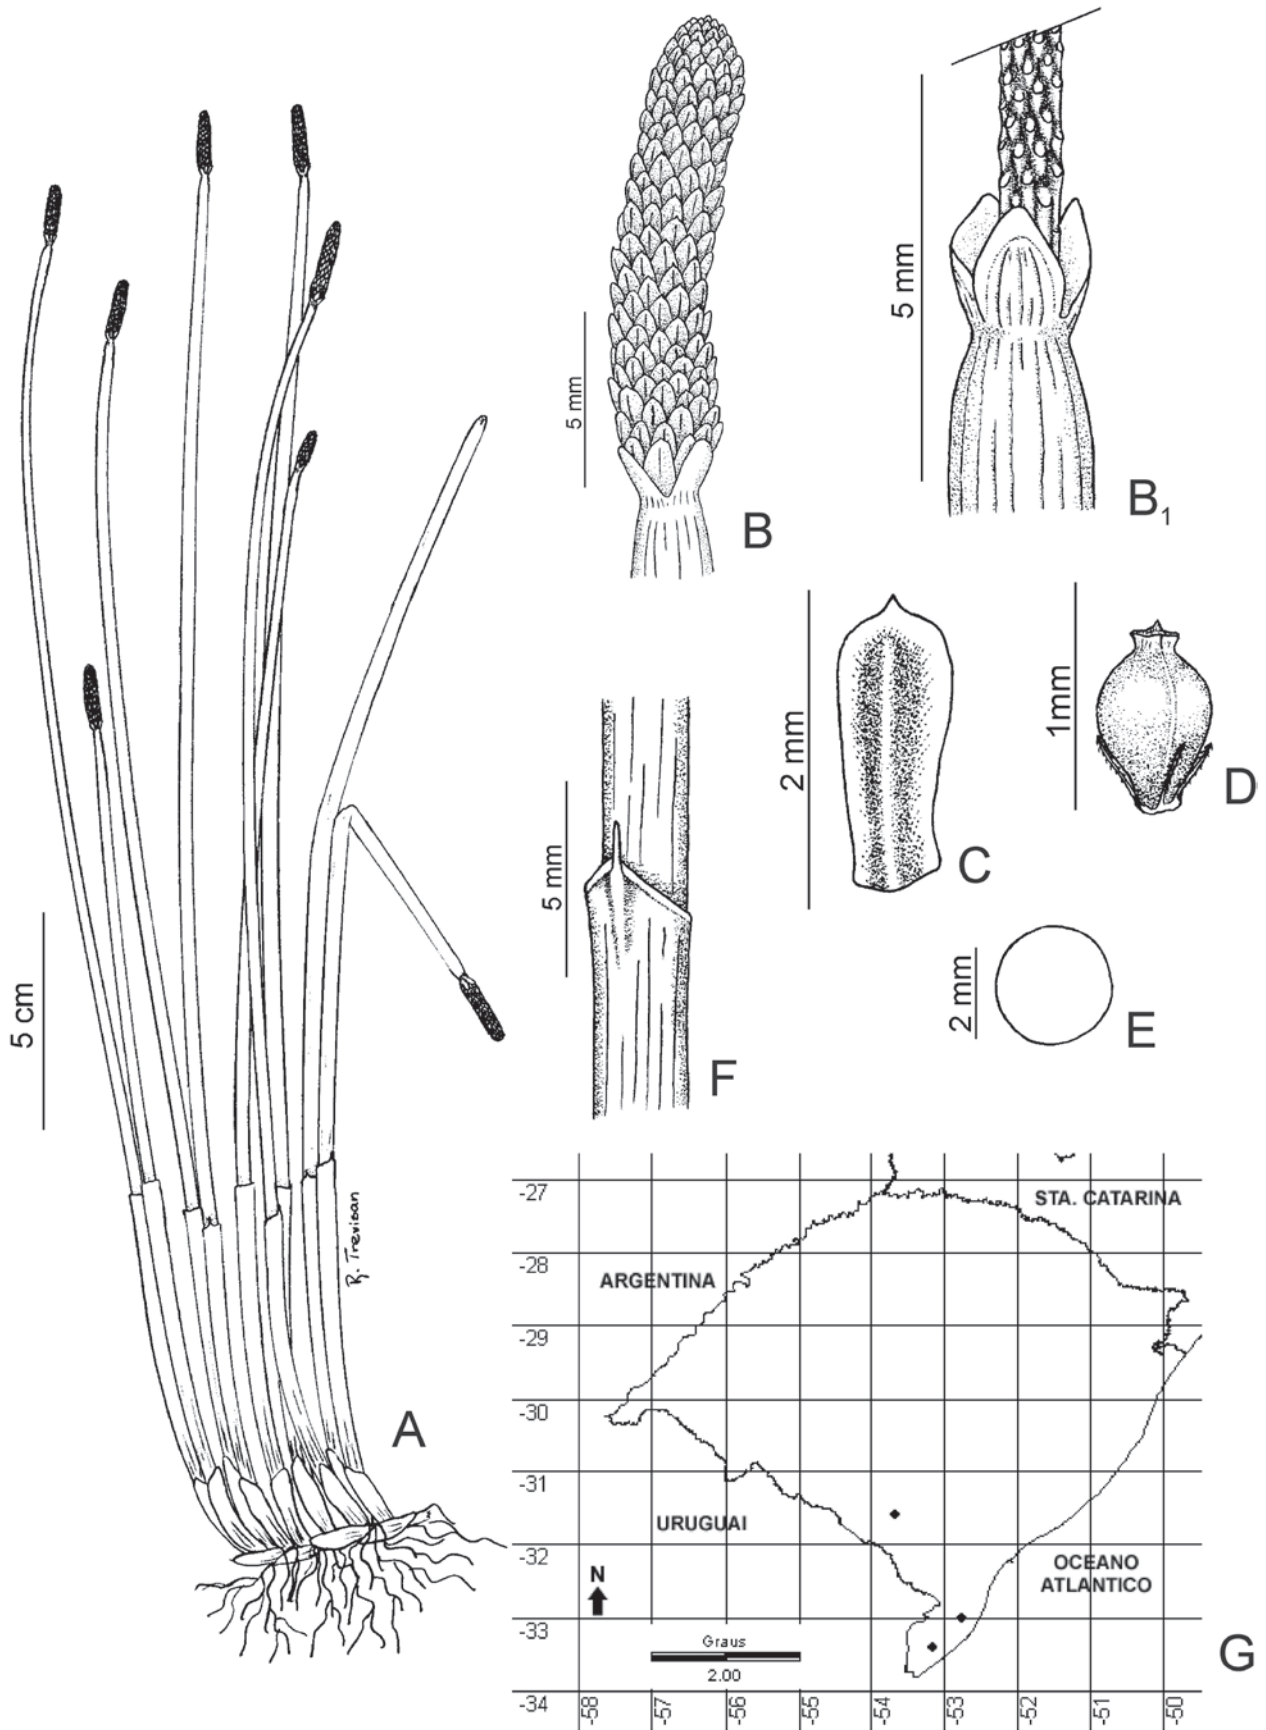 5 mm
B
5 mm
B1
5 cm
A
R. Trevisan
2 mm
C
1mm
D
5 mm
F
2 mm
E
-27
-28
-29
-30
-31
-32
-33
-34
STA. CATARINA
ARGENTINA
URUGUAI
OCEANO
ATLANTICO
N
Graus
2.00
G
-58
-57
-56
-55
-54
-53
-52
-51
-50